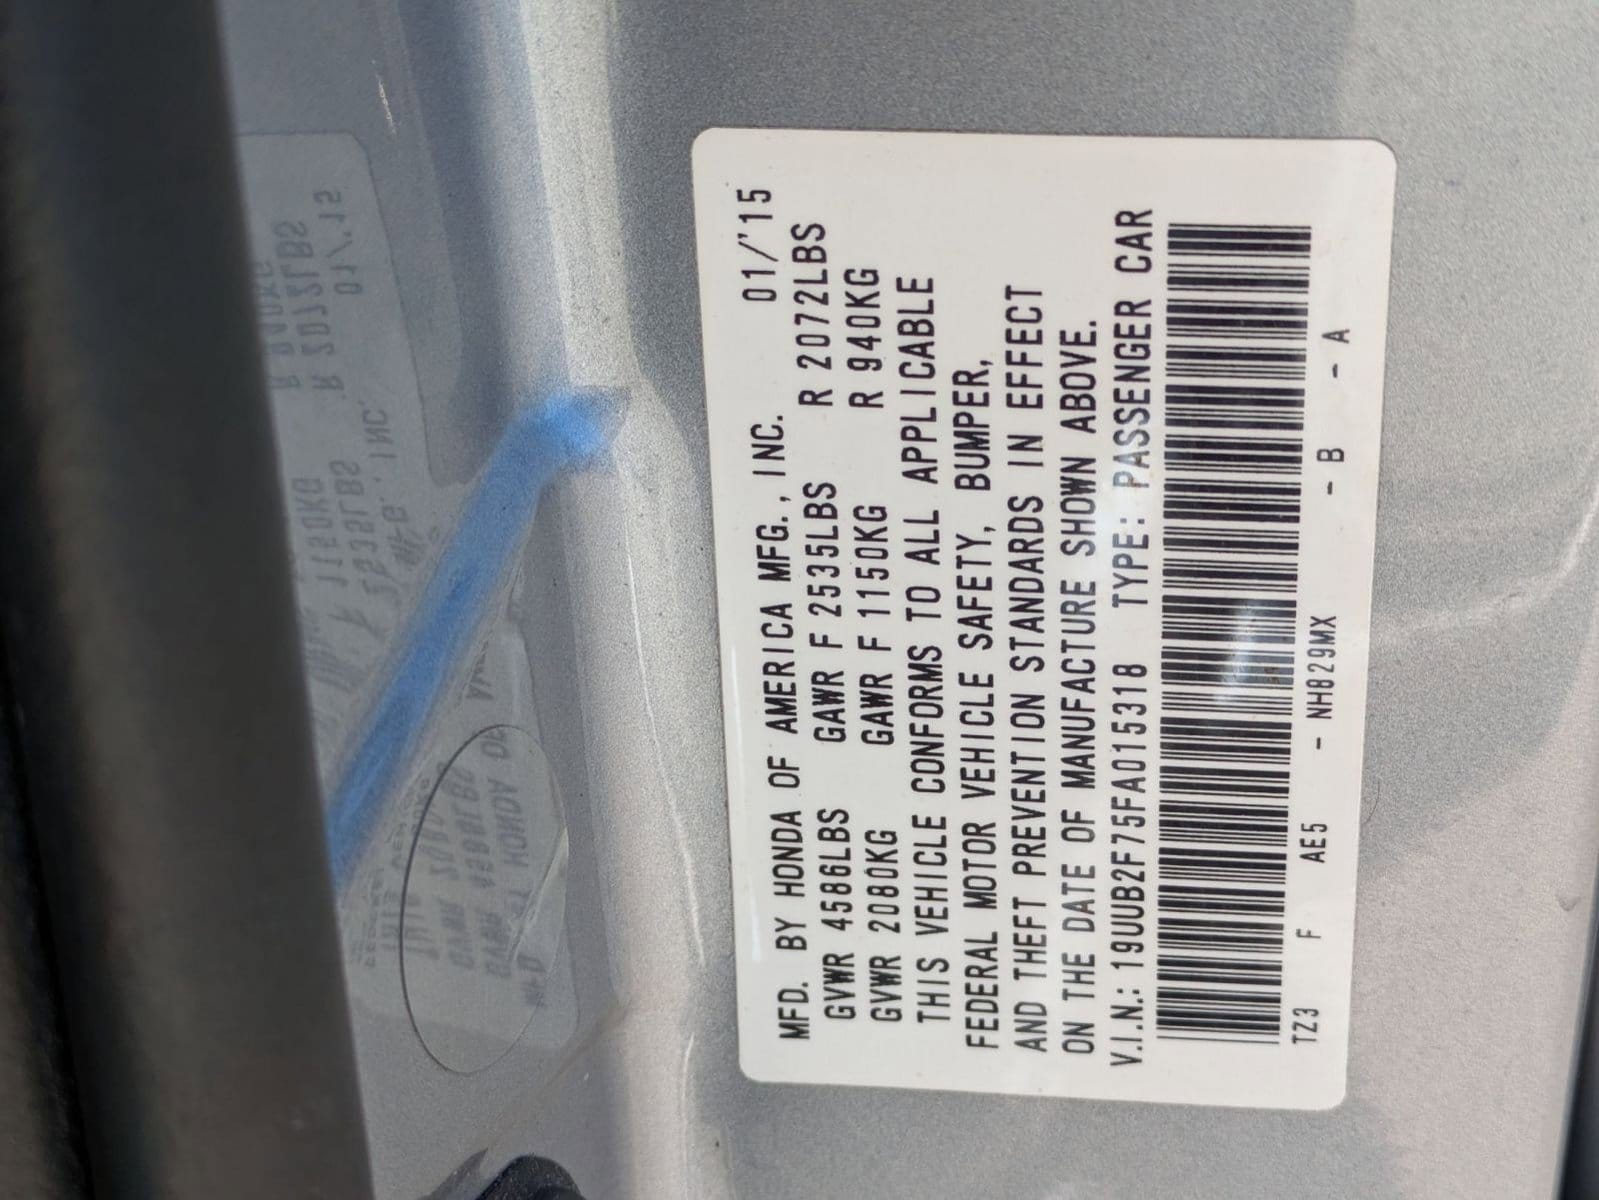 MFD. BY HONDA OF AMERICA MFG., INC. 01/'15
GVWR 4586LBS GAWR F 2535LBS R 2072LBS
GVWR 2080KG GAWR F 1150KG R 940KG
THIS VEHICLE CONFORMS TO ALL APPLICABLE
FEDERAL MOTOR VEHICLE SAFETY, BUMPER,
AND THEFT PREVENTION STANDARDS IN EFFECT
ON THE DATE OF MANUFACTURE SHOWN ABOVE.
V.I.N.: 19UUB2F75FA015318 TYPE: PASSENGER CAR
TZ3 F AE5 - NH829MX - B - A